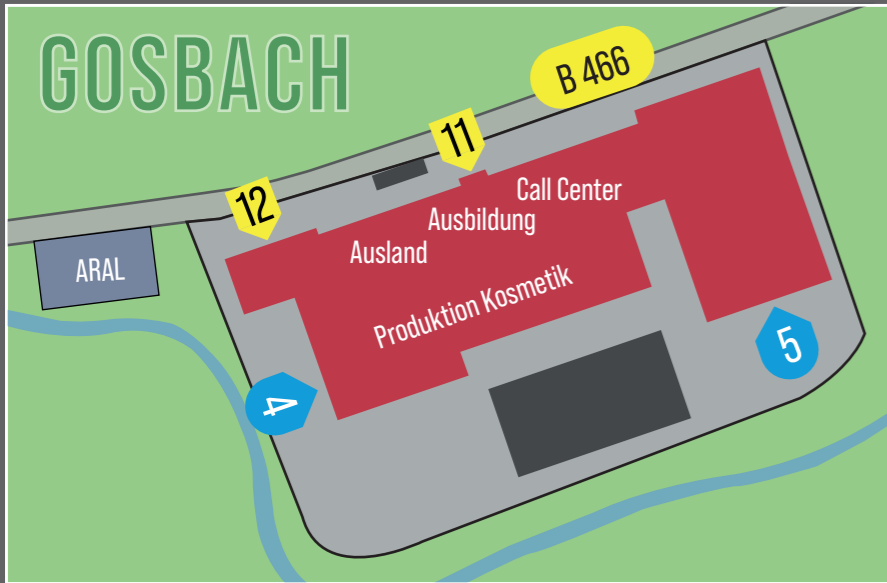 GOSBACH
B 466
11
12
Call Center
Ausbildung
Ausland
ARAL
Produktion Kosmetik
5
4